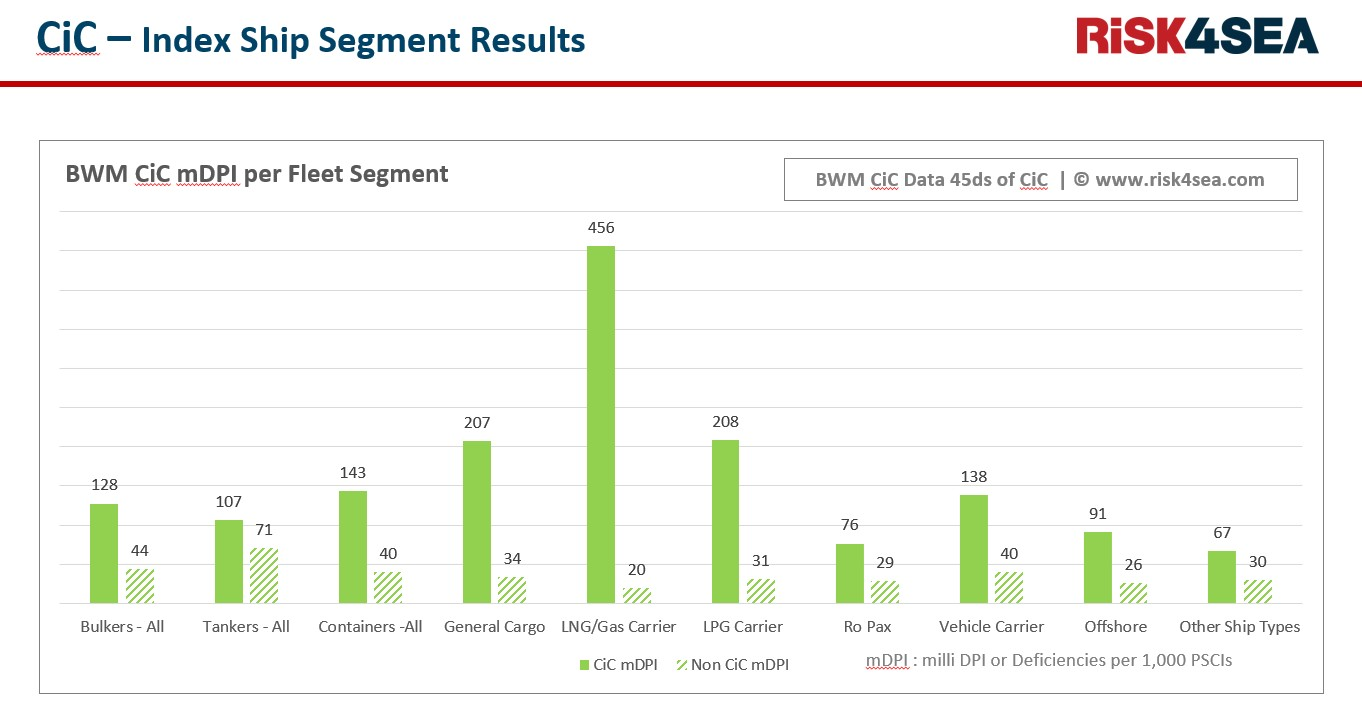 CiC – Index Ship Segment Results
RiSK4SEA
BWM CiC mDPI per Fleet Segment
BWM CiC Data 45ds of CiC | © www.risk4sea.com
128 44 107 71 143 40 207 34 456 20 208 31 76 29 138 40 91 26 67 30
Bulkers - All Tankers - All Containers -All General Cargo LNG/Gas Carrier LPG Carrier Ro Pax Vehicle Carrier Offshore Other Ship Types
CiC mDPI Non CiC mDPI
mDPI : milli DPI or Deficiencies per 1,000 PSCIs